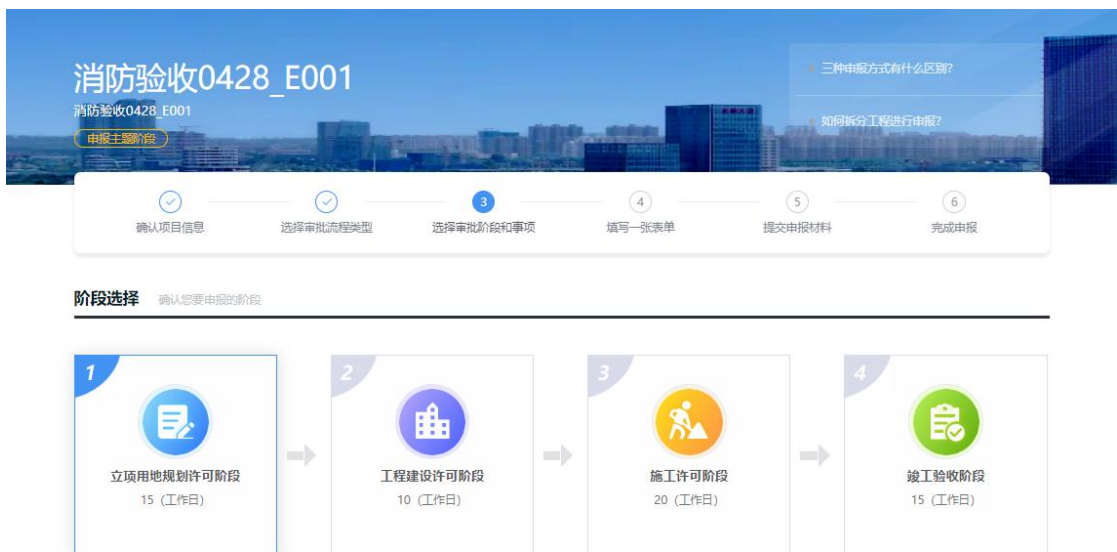 消防验收0428_E001
消防验收0428_E001
申报主题阶段
三种申报方式有什么区别?
如何拆分工程进行申报?
3
4
5
6
确认项目信息
选择审批流程类型
选择审批阶段和事项
填写一张表单
提交申报材料
完成申报
阶段选择 确认您要申报的阶段
1
立项用地规划许可阶段
15（工作日）
2
工程建设许可阶段
10（工作日）
3
施工许可阶段
20（工作日）
4
竣工验收阶段
15（工作日）